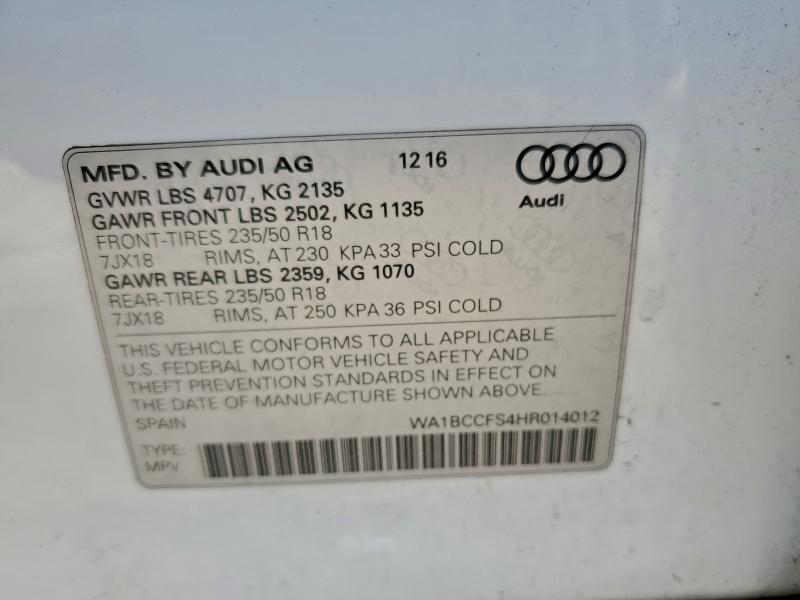 MFD. BY AUDI AG 12 16
Audi
GVWR LBS 4707, KG 2135
GAWR FRONT LBS 2502, KG 1135
FRONT-TIRES 235/50 R18
7JX18 RIMS, AT 230 KPA 33 PSI COLD
GAWR REAR LBS 2359, KG 1070
REAR-TIRES 235/50 R18
7JX18 RIMS, AT 250 KPA 36 PSI COLD
THIS VEHICLE CONFORMS TO ALL APPLICABLE
U.S. FEDERAL MOTOR VEHICLE SAFETY AND
THEFT PREVENTION STANDARDS IN EFFECT ON
THE DATE OF MANUFACTURE SHOWN ABOVE.
SPAIN WA1BCCFS4HR014012
TYPE:
MPV